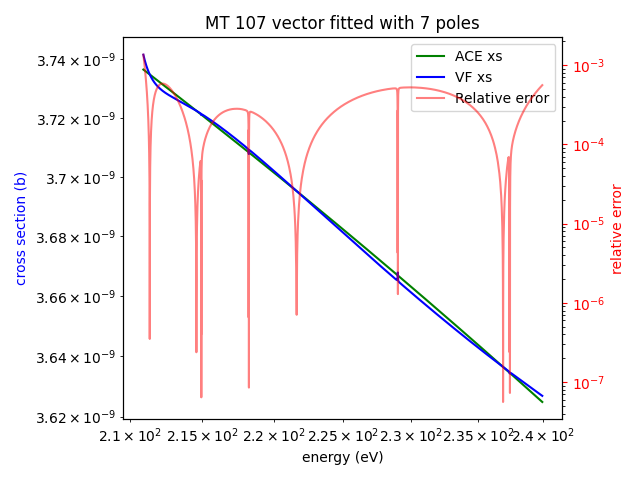 MT 107 vector fitted with 7 poles
ACE xs
VF xs
Relative error
cross section (b)
3.74 × 10⁻⁹
3.72 × 10⁻⁹
3.7 × 10⁻⁹
3.68 × 10⁻⁹
3.66 × 10⁻⁹
3.64 × 10⁻⁹
3.62 × 10⁻⁹
relative error
10⁻³
10⁻⁴
10⁻⁵
10⁻⁶
10⁻⁷
2.1 × 10² 2.15 × 10² 2.2 × 10² 2.25 × 10² 2.3 × 10² 2.35 × 10² 2.4 × 10²
energy (eV)